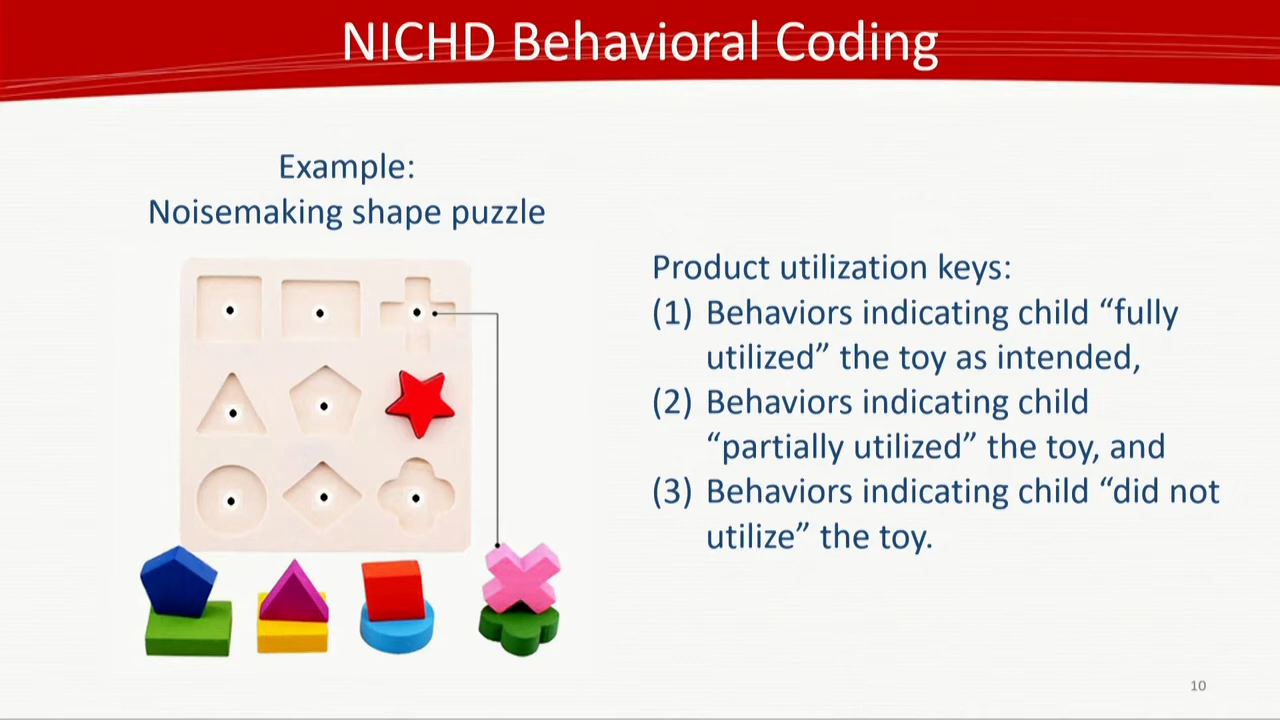 NICHD Behavioral Coding
Example:
Noisemaking shape puzzle
Product utilization keys:
(1) Behaviors indicating child “fully
utilized” the toy as intended,
(2) Behaviors indicating child
“partially utilized” the toy, and
(3) Behaviors indicating child “did not
utilize” the toy.
10